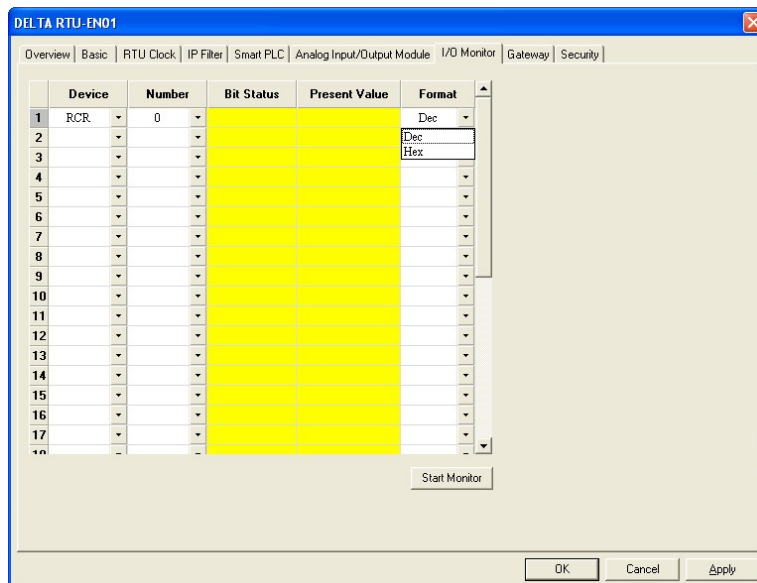 DELTA RTU-EN01
Overview Basic RTU Clock IP Filter Smart PLC Analog Input/Output Module I/O Monitor Gateway Security
Device Number Bit Status Present Value Format
1 RCR 0 Dec
2 Dec
3 Hex
4
5
6
7
8
9
10
11
12
13
14
15
16
17
18
Start Monitor
OK Cancel Apply